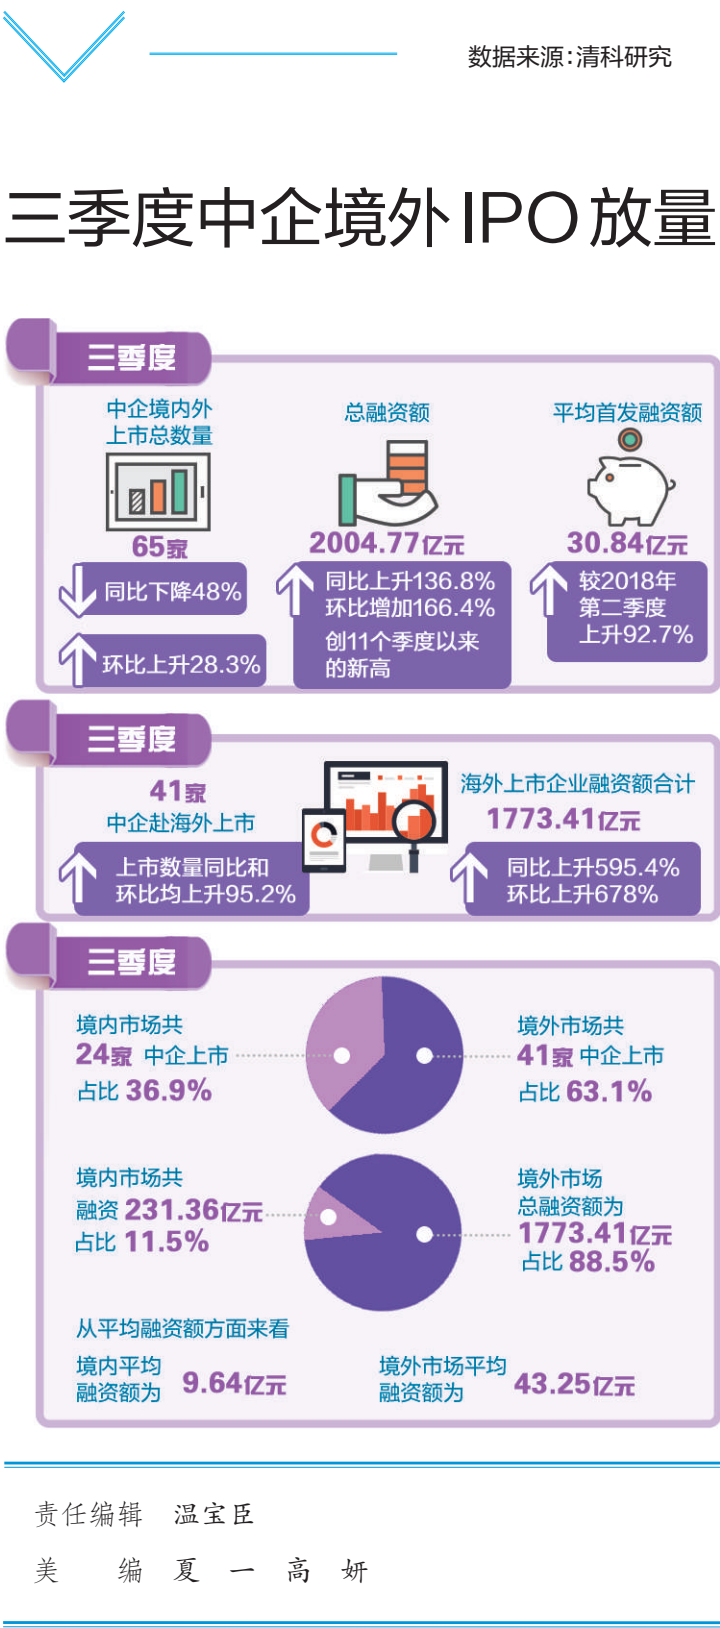 数据来源:清科研究
三季度中企境外IPO放量
三季度
中企境内外
上市总数量
65家
同比下降48%
环比上升28.3%
总融资额
2004.77亿元
同比上升136.8%
环比增加166.4%
创11个季度以来
的新高
平均首发融资额
30.84亿元
较2018年
第二季度
上升92.7%
三季度
41家
中企赴海外上市
上市数量同比和
环比均上升95.2%
海外上市企业融资额合计
1773.41亿元
同比上升595.4%
环比上升678%
三季度
境内市场共
24家 中企上市
占比 36.9%
境外市场共
41家 中企上市
占比 63.1%
境内市场共
融资 231.36亿元
占比 11.5%
境外市场
总融资额为
1773.41亿元
占比 88.5%
从平均融资额方面来看
境内平均
融资额为 9.64亿元
境外市场平均
融资额为 43.25亿元
责任编辑 温宝臣
美 编 夏 一 高 妍